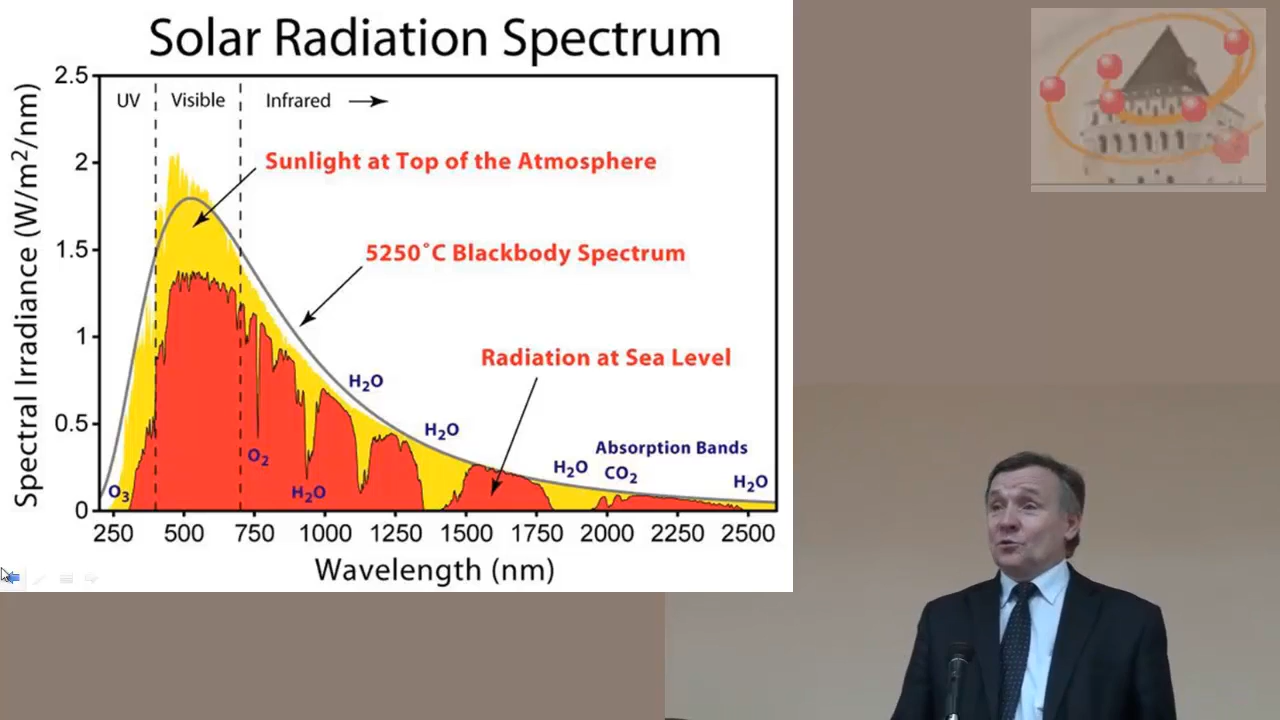 Solar Radiation Spectrum
UV
Visible
Infrared
Sunlight at Top of the Atmosphere
5250˚C Blackbody Spectrum
Radiation at Sea Level
H₂O
H₂O
Absorption Bands
H₂O
CO₂
H₂O
O₂
H₂O
O₃
2.5
2
1.5
1
0.5
0
Spectral Irradiance (W/m²/nm)
250 500 750 1000 1250 1500 1750 2000 2250 2500
Wavelength (nm)